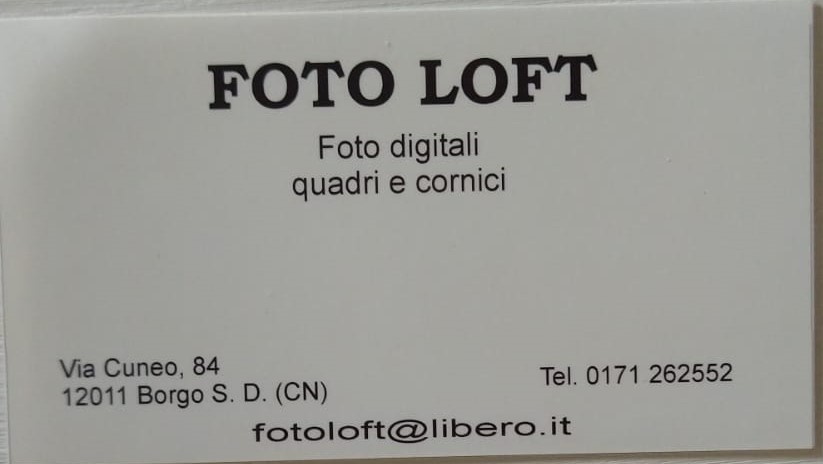 FOTO LOFT
Foto digitali
quadri e cornici
Via Cuneo, 84
12011 Borgo S. D. (CN)
Tel. 0171 262552
fotoloft@libero.it